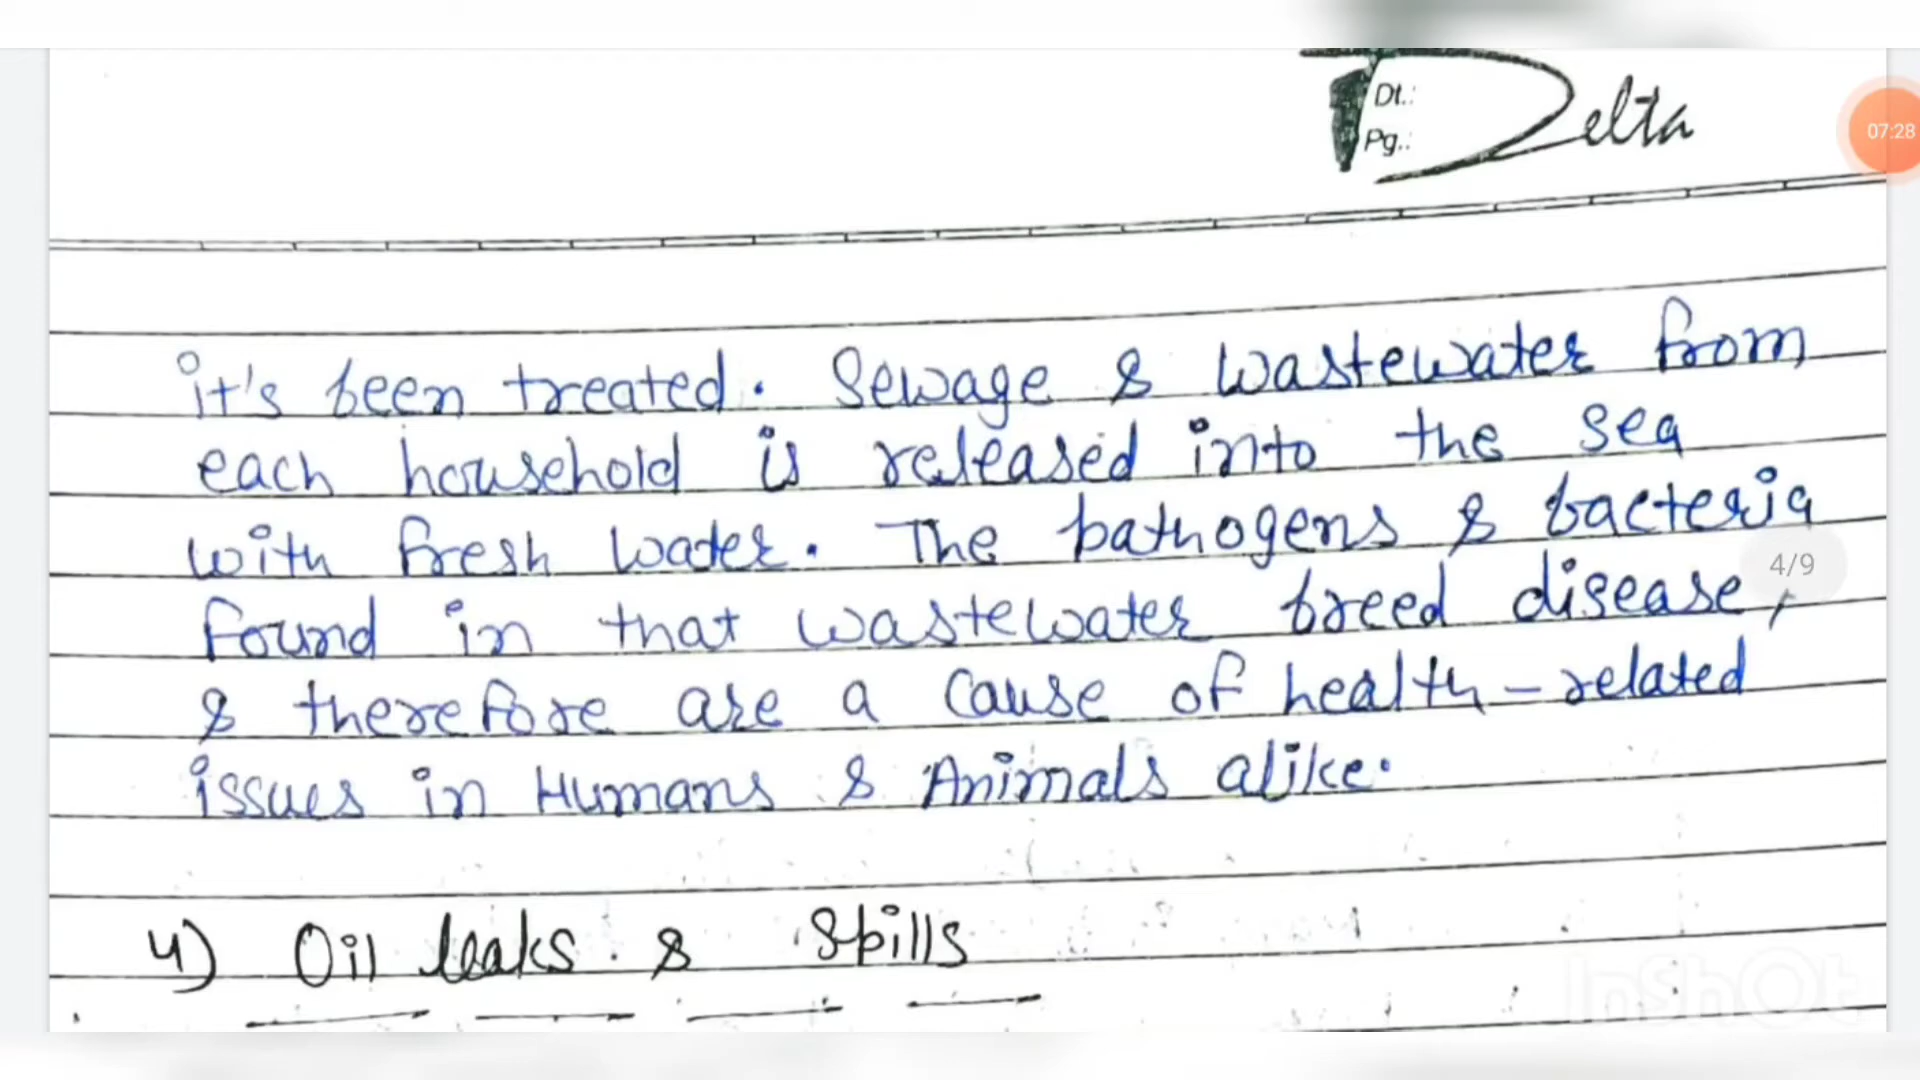 Dt.:
Pg.:
Delta
07:28
it's been treated. Sewage & wastewater from
each household is released into the sea
with fresh water. The pathogens & bacteria
4/9
found in that wastewater breed disease,
& therefore are a cause of health-related
issues in Humans & Animals alike.
4) Oil leaks & Spills
InShOt